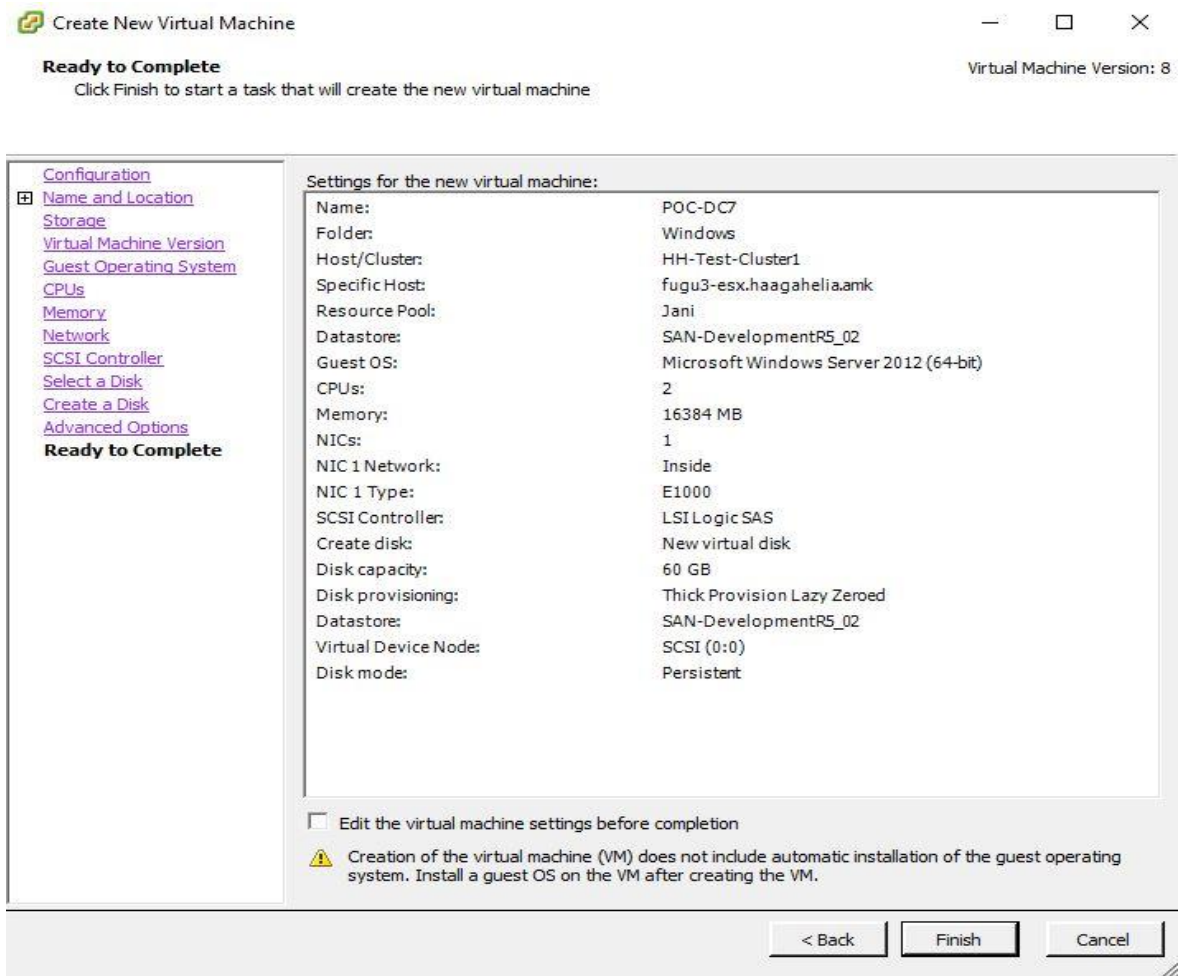 Create New Virtual Machine
Ready to Complete
Click Finish to start a task that will create the new virtual machine
Virtual Machine Version: 8
Configuration
Name and Location
Storage
Virtual Machine Version
Guest Operating System
CPUs
Memory
Network
SCSI Controller
Select a Disk
Create a Disk
Advanced Options
Ready to Complete
Settings for the new virtual machine:
Name: POC-DC7
Folder: Windows
Host/Cluster: HH-Test-Cluster1
Specific Host: fugu3-esx.haagahelia.amk
Resource Pool: Jani
Datastore: SAN-DevelopmentR5_02
Guest OS: Microsoft Windows Server 2012 (64-bit)
CPUs: 2
Memory: 16384 MB
NICs: 1
NIC 1 Network: Inside
NIC 1 Type: E1000
SCSI Controller: LSI Logic SAS
Create disk: New virtual disk
Disk capacity: 60 GB
Disk provisioning: Thick Provision Lazy Zeroed
Datastore: SAN-DevelopmentR5_02
Virtual Device Node: SCSI (0:0)
Disk mode: Persistent
Edit the virtual machine settings before completion
Creation of the virtual machine (VM) does not include automatic installation of the guest operating
system. Install a guest OS on the VM after creating the VM.
< Back
Finish
Cancel